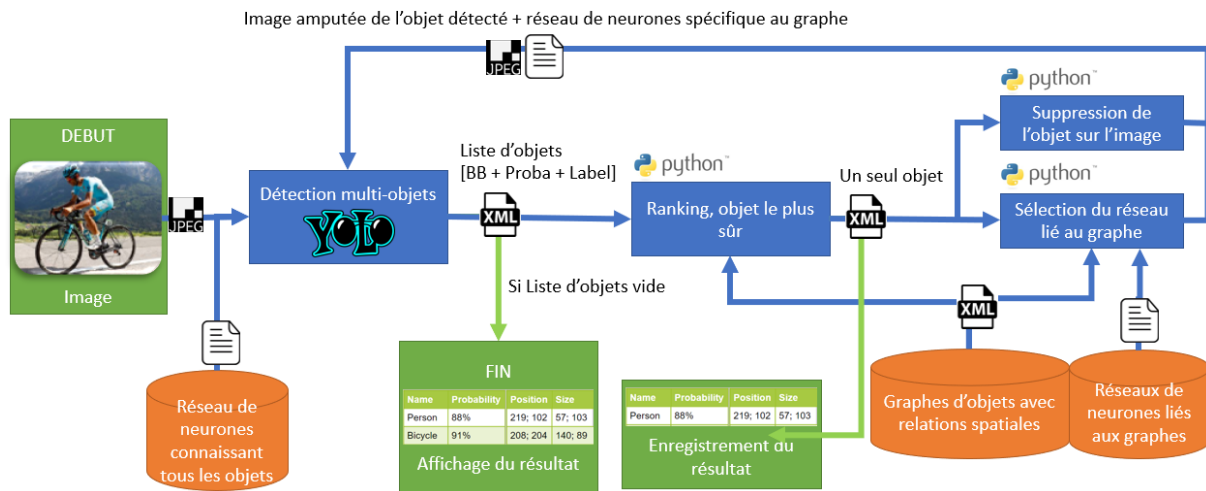 Image amputée de l'objet détecté + réseau de neurones spécifique au graphe
JPEG
python™
Suppression de
l'objet sur l'image
DEBUT
Image
JPEG
Détection multi-objets
YOLO
Liste d'objets
[BB + Proba + Label]
XML
python™
Ranking, objet le plus
sûr
Un seul objet
XML
python™
Sélection du réseau
lié au graphe
Si Liste d'objets vide
XML
Réseau de
neurones
connaissant
tous les objets
FIN
Name Probability Position Size
Person 88% 219; 102 57; 103
Bicycle 91% 208; 204 140; 89
Affichage du résultat
Name Probability Position Size
Person 88% 219; 102 57; 103
Enregistrement du
résultat
Graphes d'objets avec
relations spatiales
Réseaux de
neurones liés
aux graphes